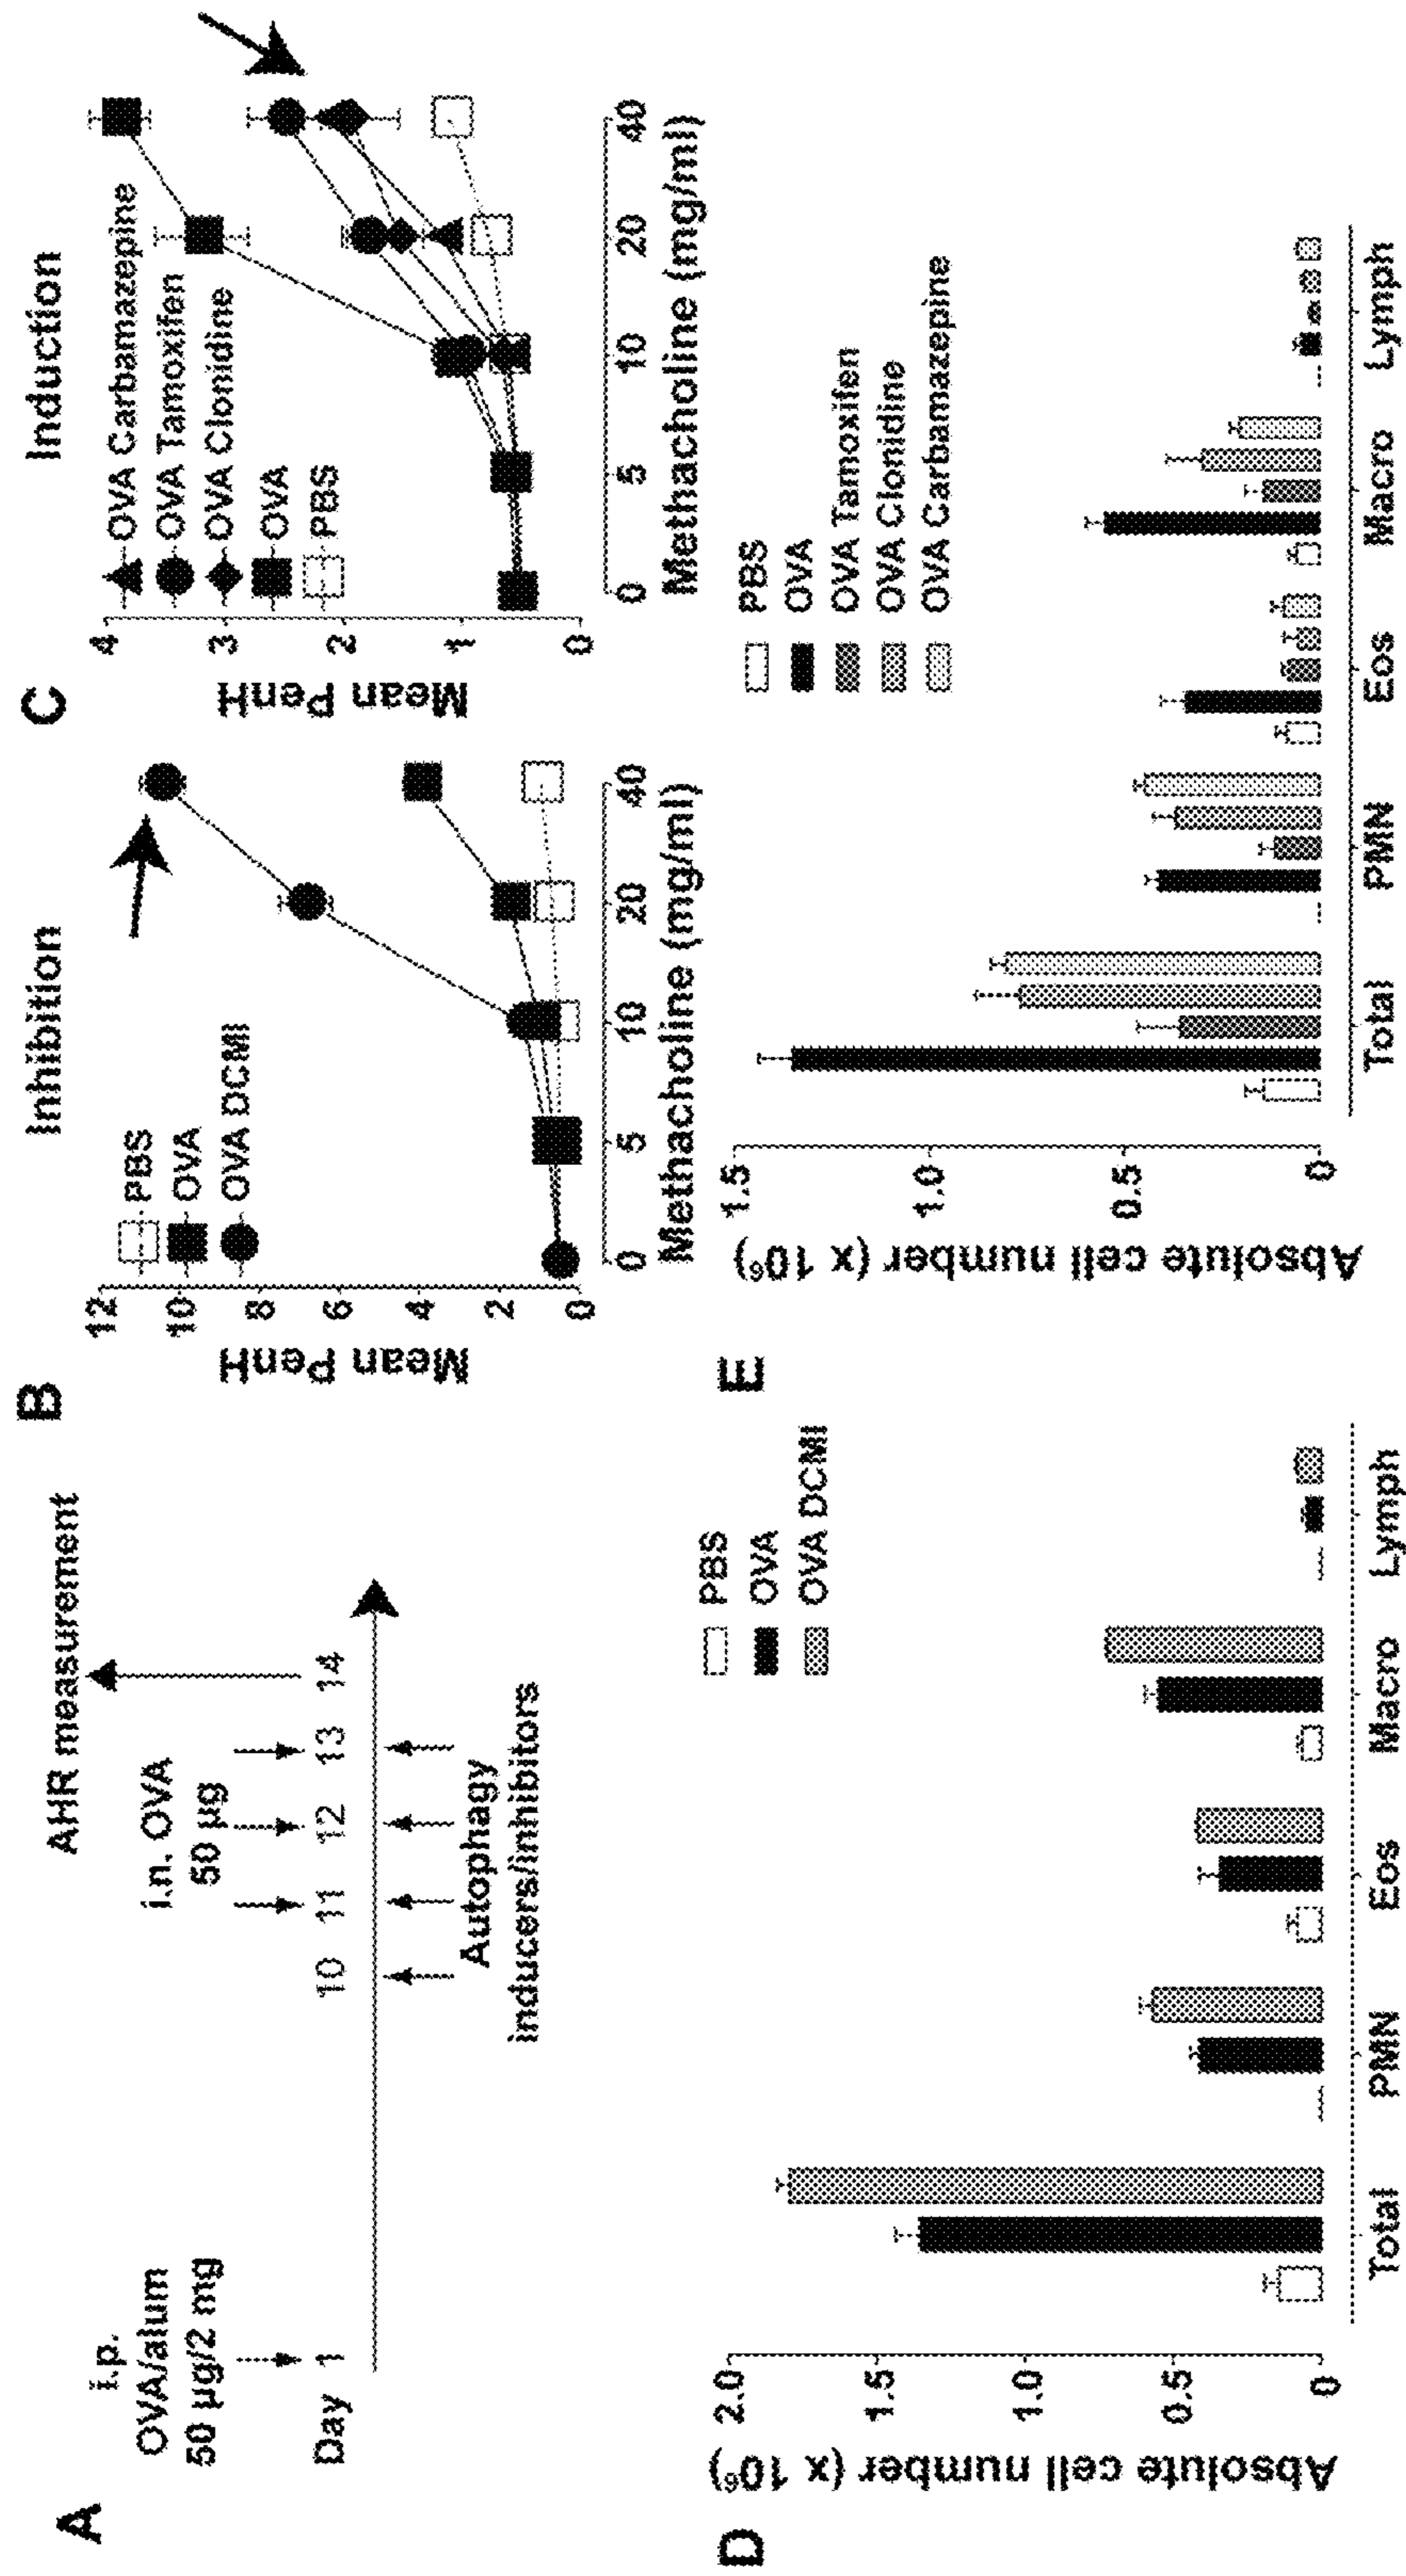 A
i.p.
OVA/alum
50 µg/2 mg
Day 1 10 11 12 13 14
i.n. OVA
50 µg
AHR measurement
Autophagy
inducers/inhibitors
B
Inhibition
PBS
OVA
OVA DCMI
Mean PenH
12
10
8
6
4
2
0
0 5 10 20 40
Methacholine (mg/ml)
C
Induction
OVA Carbamazepine
OVA Tamoxifen
OVA Clonidine
OVA
PBS
Mean PenH
4
3
2
1
0
0 5 10 20 40
Methacholine (mg/ml)
D
PBS
OVA
OVA DCMI
Absolute cell number (x 10⁶)
2.0
1.5
1.0
0.5
0
Total PMN Eos Macro Lymph
E
PBS
OVA
OVA Tamoxifen
OVA Clonidine
OVA Carbamazepine
Absolute cell number (x 10⁶)
1.5
1.0
0.5
0
Total PMN Eos Macro Lymph